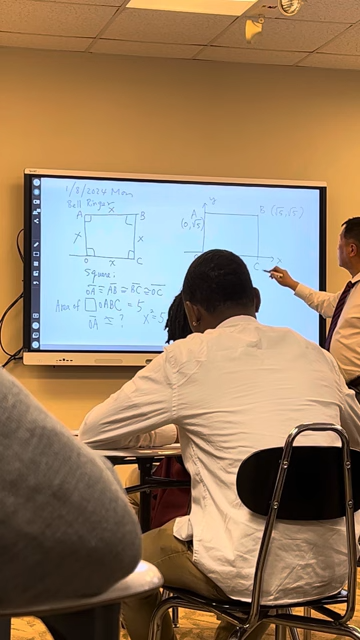 1/8/2024 Mon
Bell Ringer
x
A B
x x
O x C
Square:
OA ≅ AB ≅ BC ≅ OC
Area of □ OABC = 5
OA ≅ ? x² = 5
y
A B (√5, √5)
(0, √5)
C x